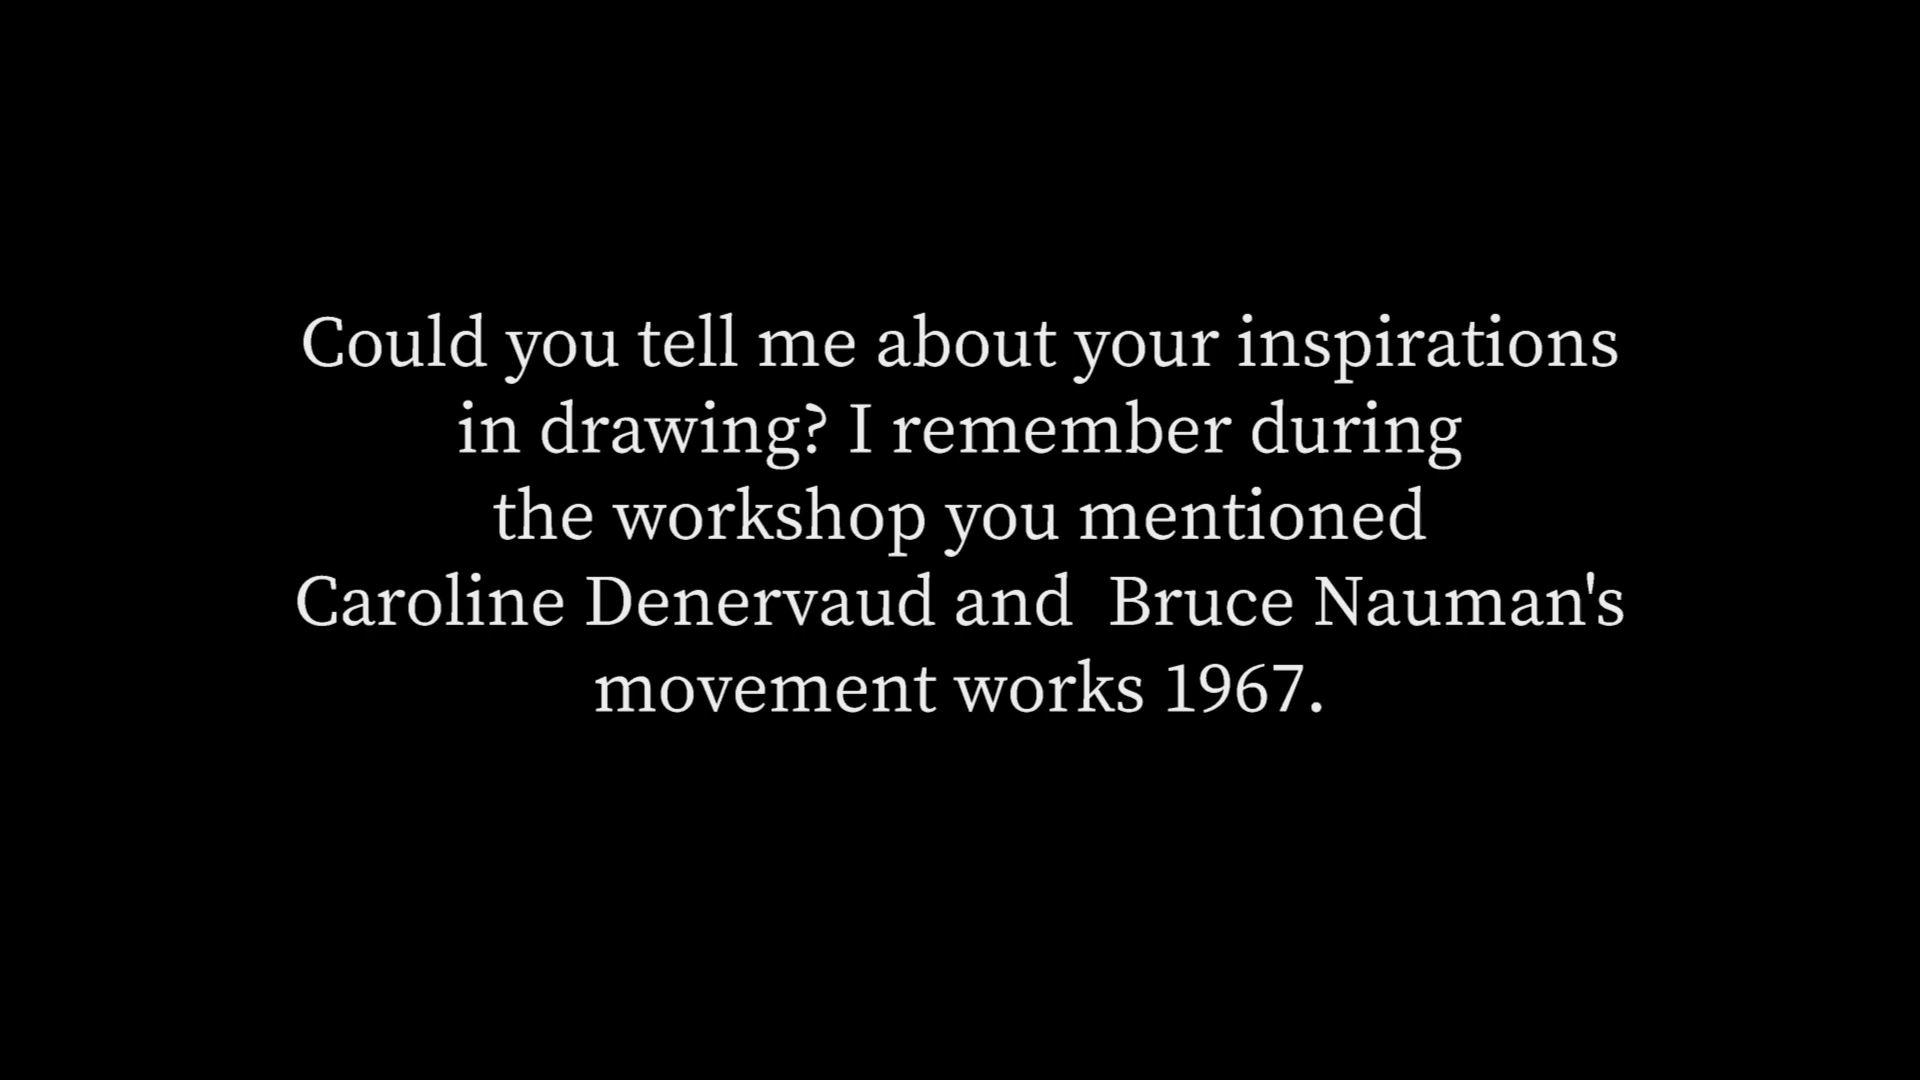 Could you tell me about your inspirations
in drawing? I remember during
the workshop you mentioned
Caroline Denervaud and  Bruce Nauman's
movement works 1967.